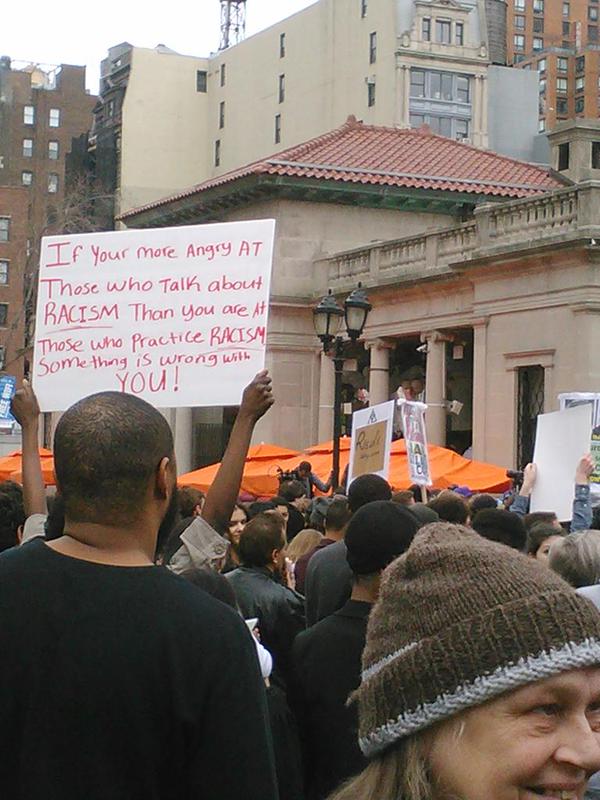 If Your more Angry AT
Those who Talk about
RACISM Than you are At
Those who Practice RACISM
Something is wrong with
YOU!